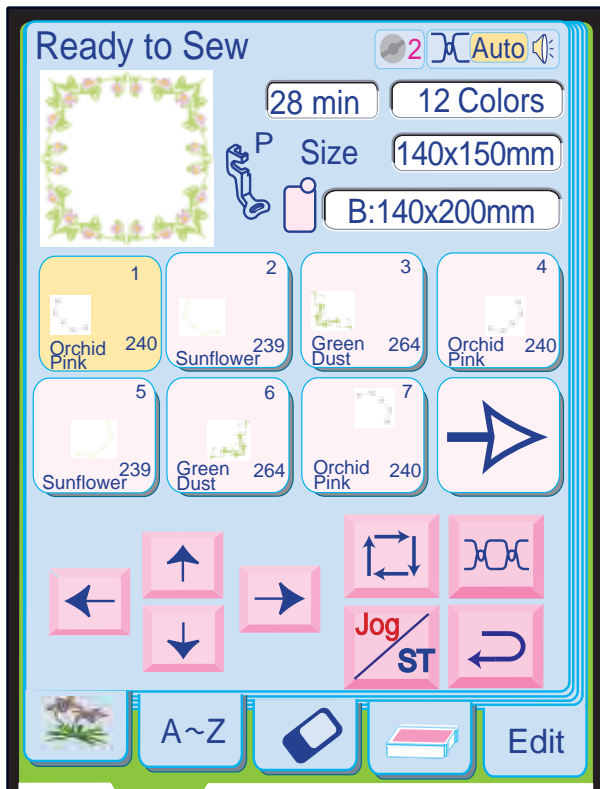 Ready to Sew
2
Auto
28 min
12 Colors
P
Size
140x150mm
B:140x200mm
1
Orchid
Pink
240
2
Sunflower
239
3
Green
Dust
264
4
Orchid
Pink
240
5
Sunflower
239
6
Green
Dust
264
7
Orchid
Pink
240
Jog
ST
A~Z
Edit